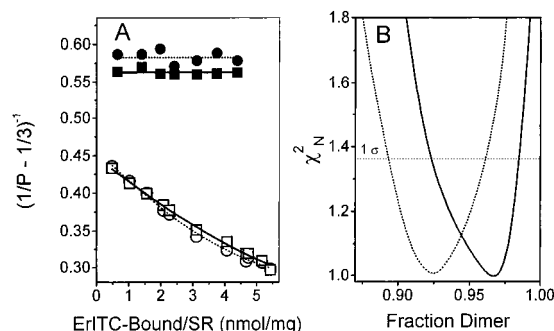 A
B
0.60
0.55
0.45
0.40
0.35
0.30
(1/P - 1/3)⁻¹
0 1 2 3 4 5
ErITC-Bound/SR (nmol/mg)
1.8
1.6
1.4
1.2
1.0
χ²N
1 σ
0.90 0.95 1.00
Fraction Dimer